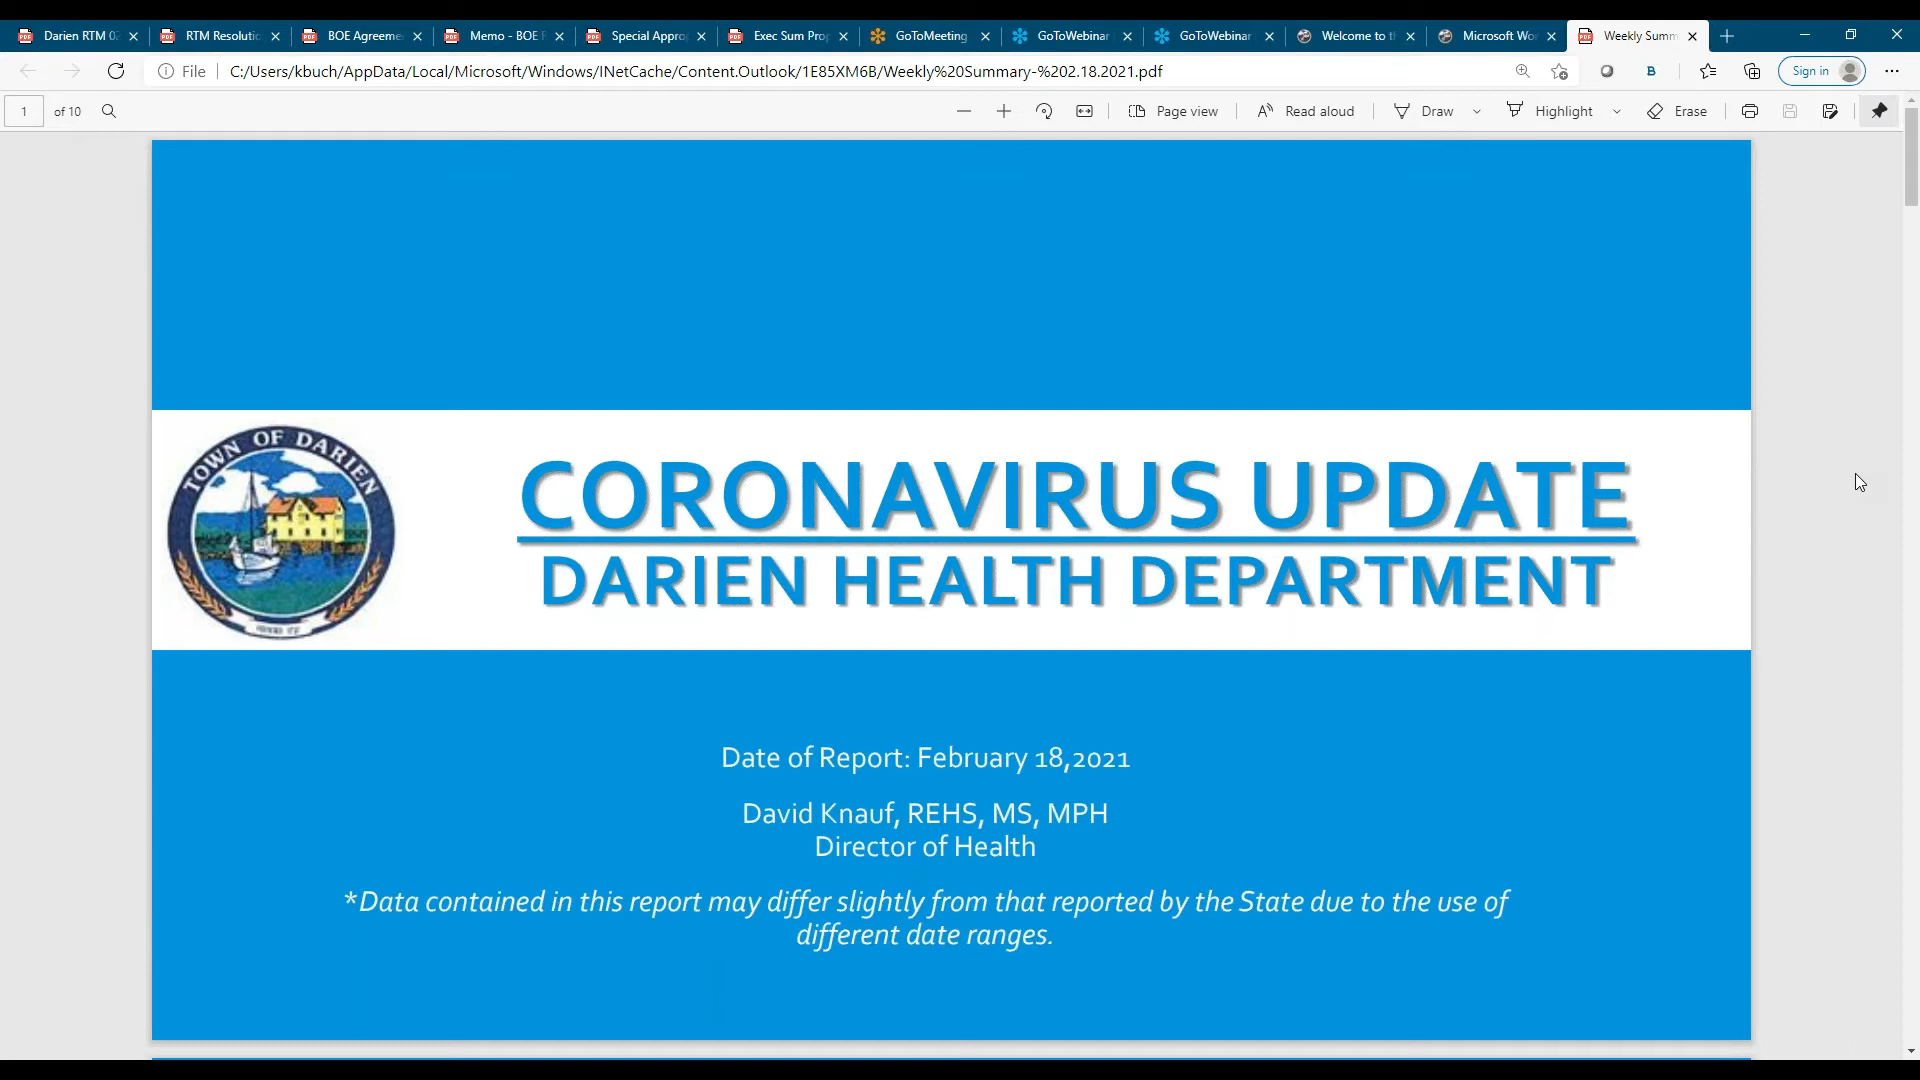 Darien RTM 02
RTM Resolutio
BOE Agreeme
Memo - BOE R
Special Appro
Exec Sum Pro
GoToMeeting
GoToWebinar
GoToWebinar
Welcome to t
Microsoft Wo
Weekly Summ
File
C:/Users/kbuch/AppData/Local/Microsoft/Windows/INetCache/Content.Outlook/1E85XM6B/Weekly%20Summary-%202.18.2021.pdf
B
Sign in
1 of 10
Page view
Read aloud
Draw
Highlight
Erase
TOWN OF DARIEN
CORONAVIRUS UPDATE
DARIEN HEALTH DEPARTMENT
Date of Report: February 18,2021
David Knauf, REHS, MS, MPH
Director of Health
*Data contained in this report may differ slightly from that reported by the State due to the use of
different date ranges.